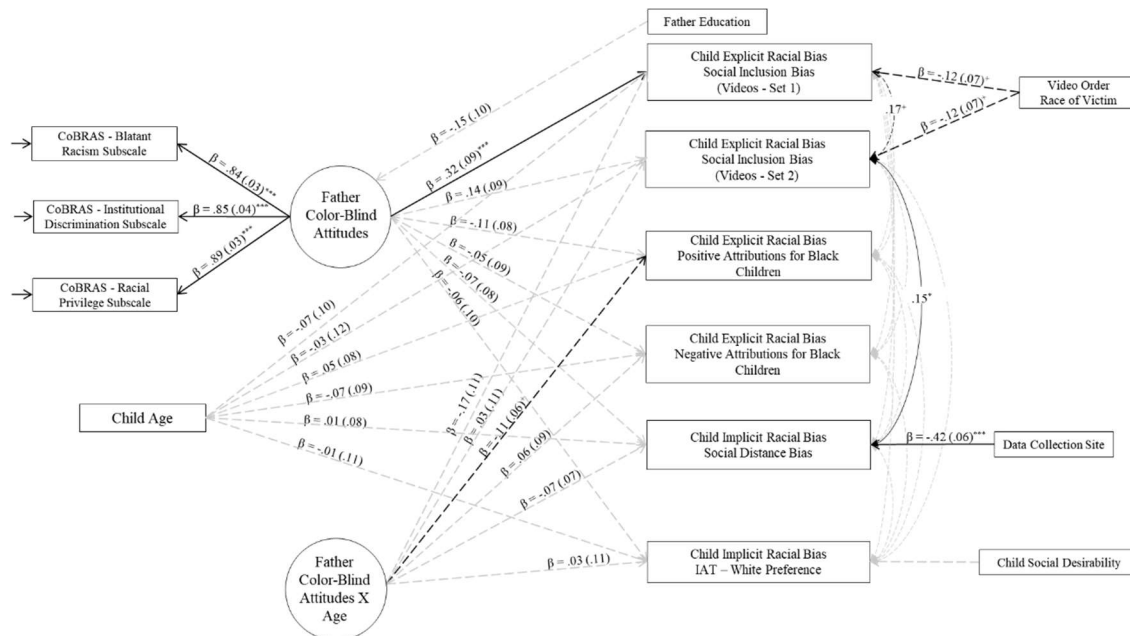 Father Education
Child Explicit Racial Bias
Social Inclusion Bias
(Videos - Set 1)
β = -.12 (.07)⁺
Video Order
Race of Victim
β = -.12 (.07)⁺
.17⁺
β = -.15 (.10)
CoBRAS - Blatant
Racism Subscale
β = .84 (.03)***
β = .32 (.09)***
Child Explicit Racial Bias
Social Inclusion Bias
(Videos - Set 2)
Father
Color-Blind
Attitudes
β = .14 (.09)
CoBRAS - Institutional
Discrimination Subscale
β = .85 (.04)***
β = -.11 (.08)
Child Explicit Racial Bias
Positive Attributions for Black
Children
β = -.05 (.09)
β = -.07 (.08)
β = -.06 (.10)
CoBRAS - Racial
Privilege Subscale
β = .89 (.03)***
.15*
β = -.07 (.10)
β = -.03 (.12)
β = .05 (.08)
Child Explicit Racial Bias
Negative Attributions for Black
Children
β = -.07 (.09)
Child Age
β = .01 (.08)
β = -.01 (.11)
β = -.17 (.11)
β = .03 (.11)
β = -.11 (.06)
β = .06 (.09)
β = -.07 (.07)
Child Implicit Racial Bias
Social Distance Bias
β = -.42 (.06)***
Data Collection Site
Father
Color-Blind
Attitudes X
Age
β = .03 (.11)
Child Implicit Racial Bias
IAT – White Preference
Child Social Desirability